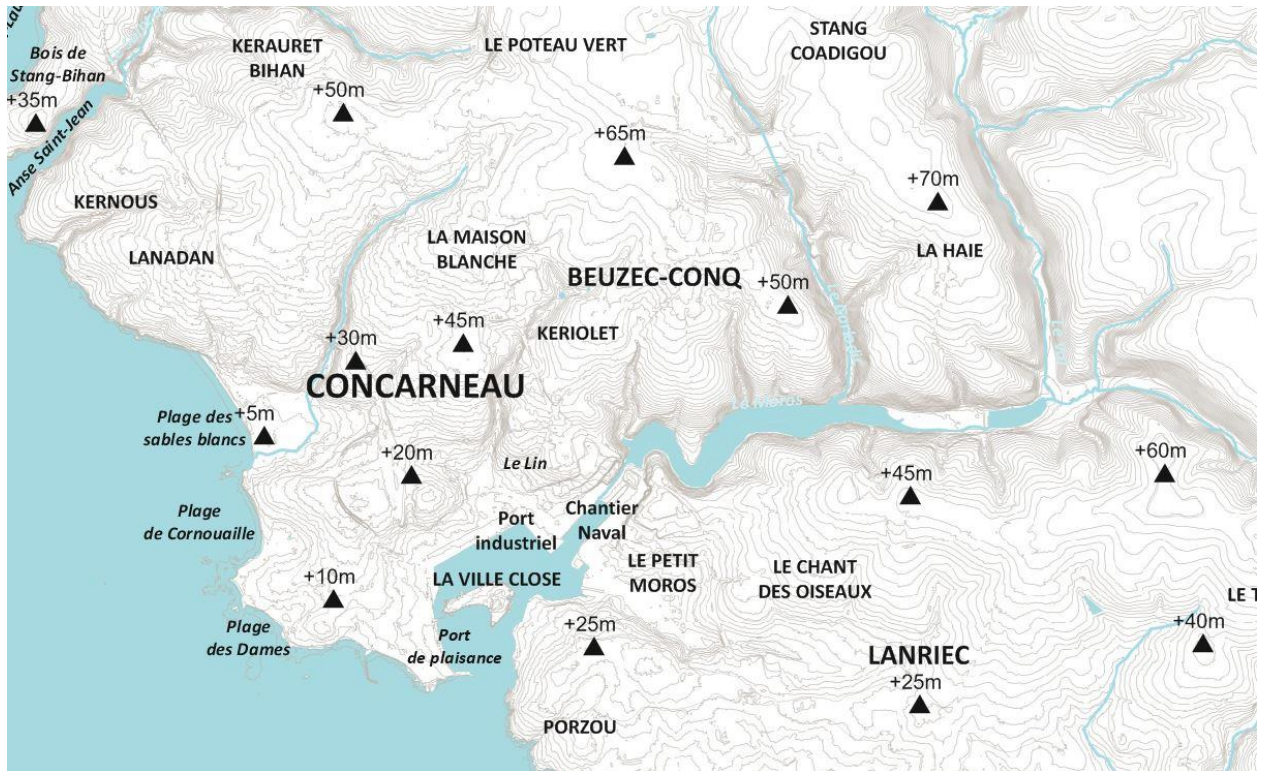 Bois de
Stang-Bihan
+35m
Anse Saint-Jean
KERAURET
BIHAN
+50m
LE POTEAU VERT
STANG
COADIGOU
+65m
+70m
KERNOUS
LANADAN
LA MAISON
BLANCHE
BEUZEC-CONQ
LA HAIE
+50m
+45m
KERIOLET
+30m
CONCARNEAU
Le Moros
Plage des
sables blancs
+5m
+20m
Le Lin
+45m
+60m
Plage
de Cornouaille
Port
industriel
Chantier
Naval
LA VILLE CLOSE
LE PETIT
MOROS
LE CHANT
DES OISEAUX
+10m
LE T
Plage
des Dames
Port
de plaisance
+25m
+40m
LANRIEC
+25m
PORZOU